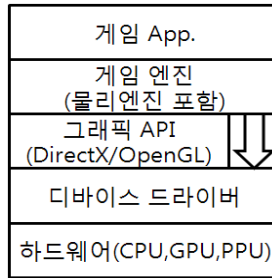 게임 App.
게임 엔진
(물리엔진 포함)
그래픽 API
(DirectX/OpenGL)
디바이스 드라이버
하드웨어(CPU,GPU,PPU)